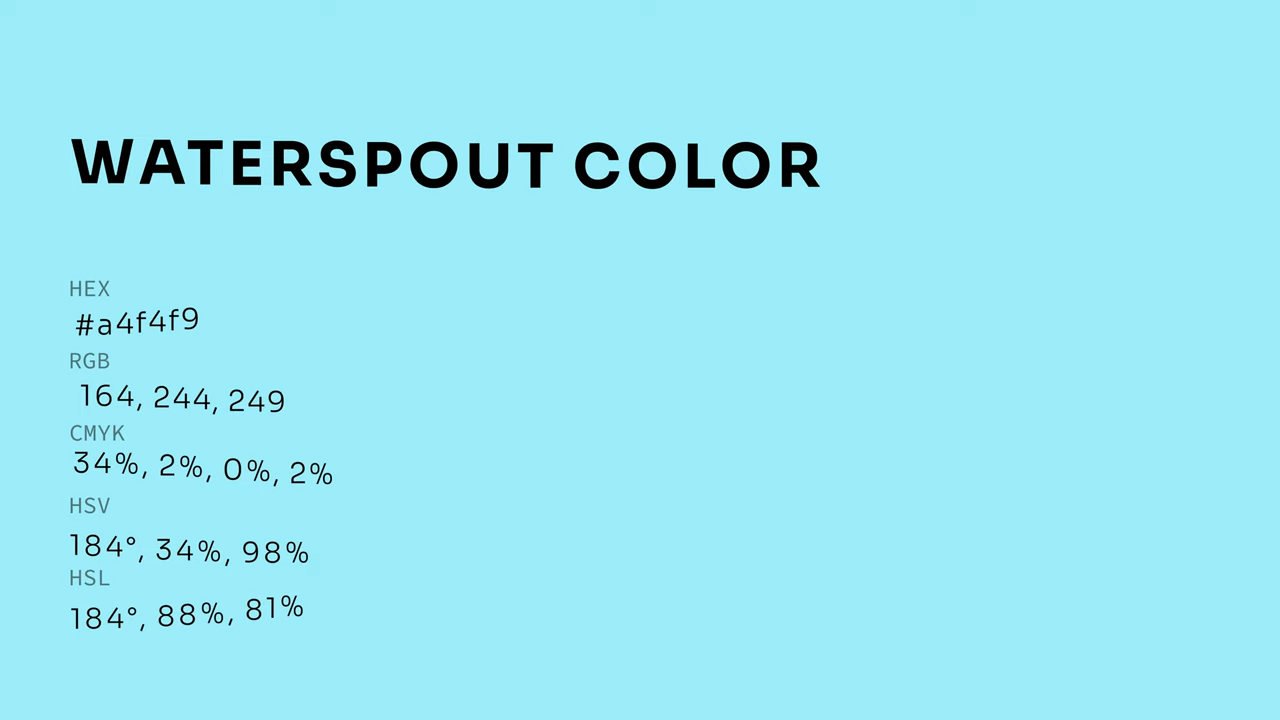 WATERSPOUT COLOR
HEX
#a4f4f9
RGB
164, 244, 249
CMYK
34%, 2%, 0%, 2%
HSV
184°, 34%, 98%
HSL
184°, 88%, 81%